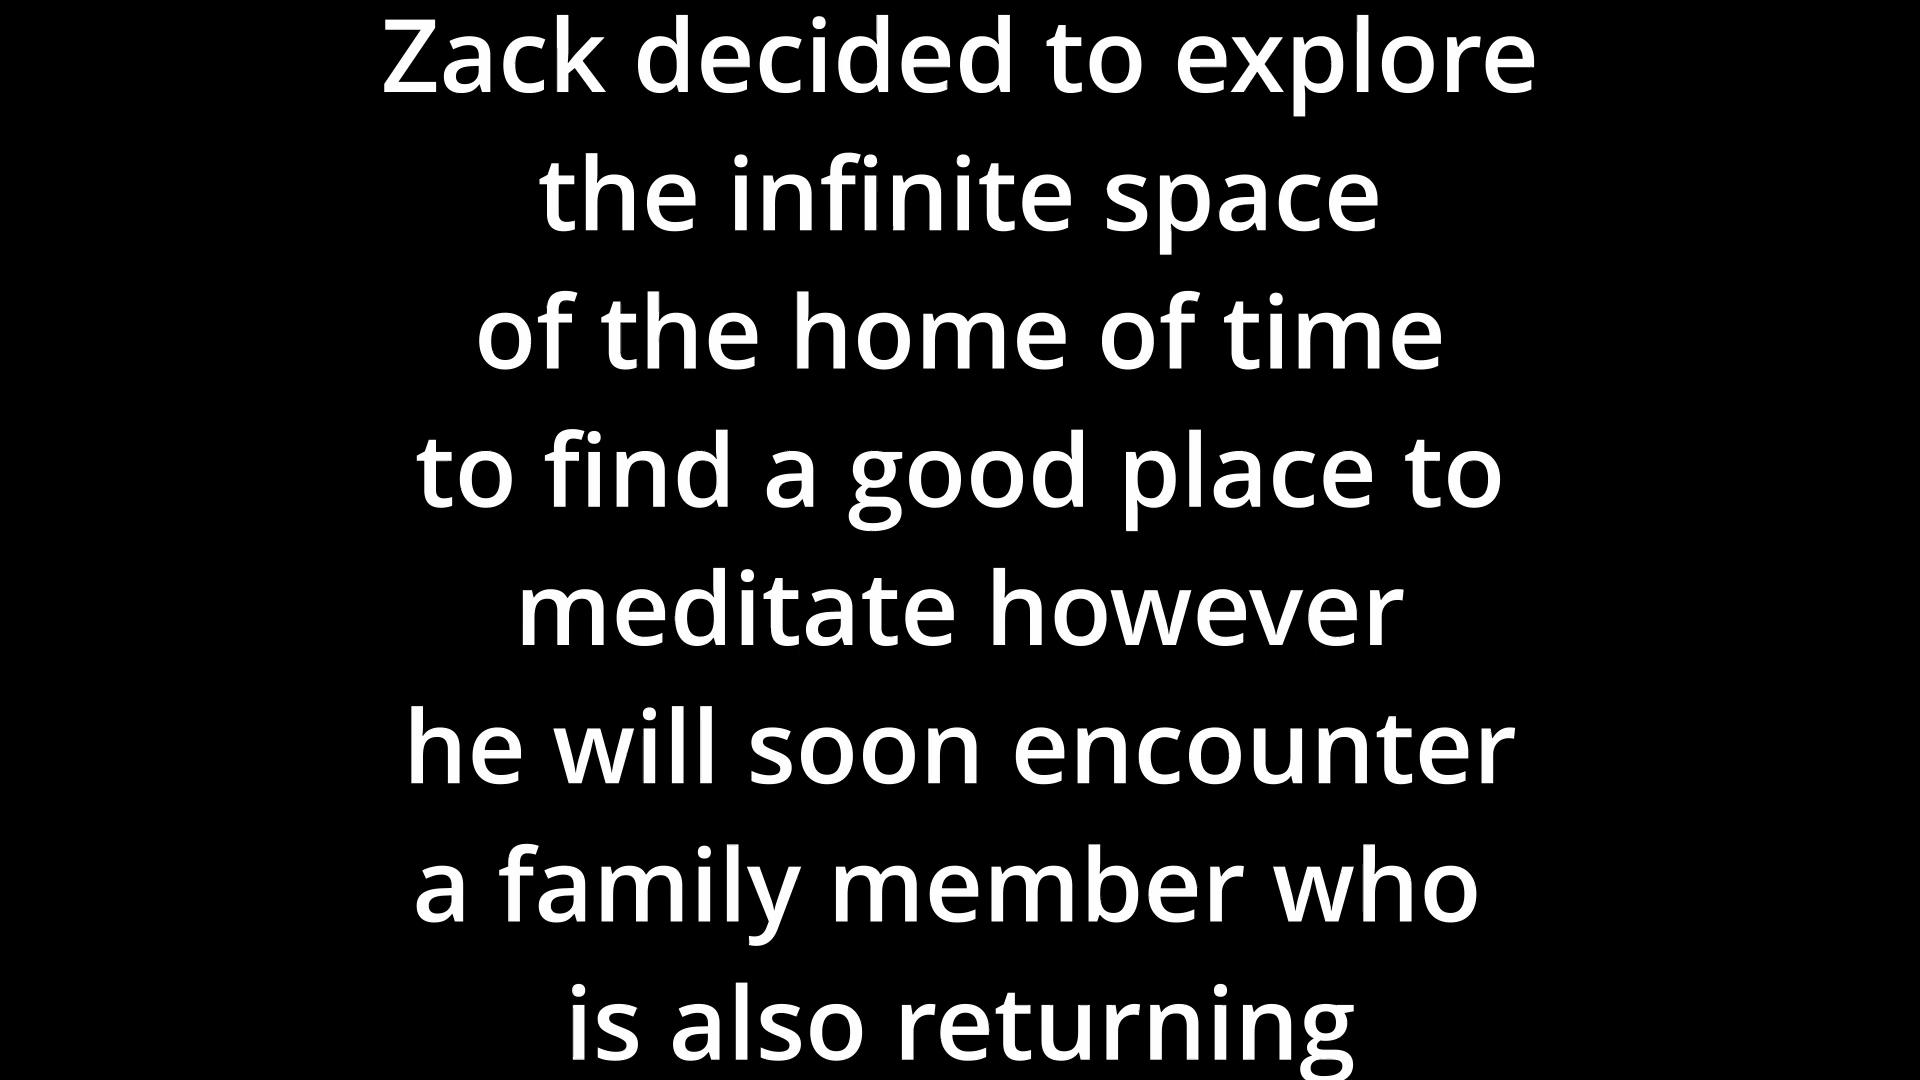 Zack decided to explore
the infinite space
of the home of time
to find a good place to
meditate however
he will soon encounter
a family member who
is also returning